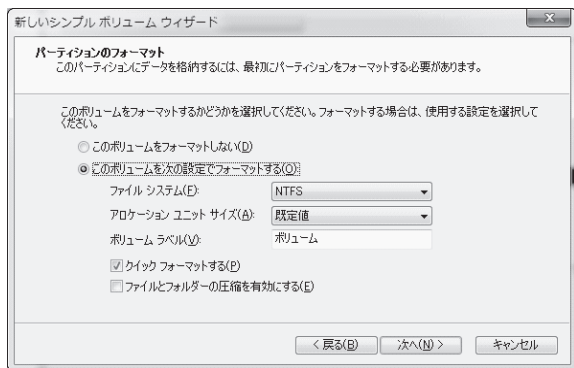 新しいシンプル ボリューム ウィザード
パーティションのフォーマット
このパーティションにデータを格納するには、最初にパーティションをフォーマットする必要があります。
このボリュームをフォーマットするかどうかを選択してください。フォーマットする場合は、使用する設定を選択して
ください。
このボリュームをフォーマットしない(D)
このボリュームを次の設定でフォーマットする(O):
ファイル システム(F): NTFS
アロケーション ユニット サイズ(A): 既定値
ボリューム ラベル(V): ボリューム
クイック フォーマットする(P)
ファイルとフォルダーの圧縮を有効にする(E)
< 戻る(B) 次へ(N) > キャンセル